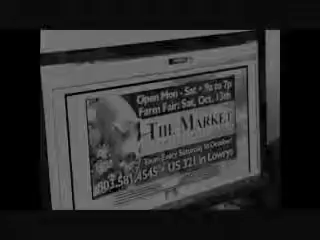 Open Mon - Sat • 9a to 7p
Farm Fair: Sat, Oct. 13th
THE MARKET
Tours Every Saturday in October!
803.581.4545 • US 321 in Lowrys